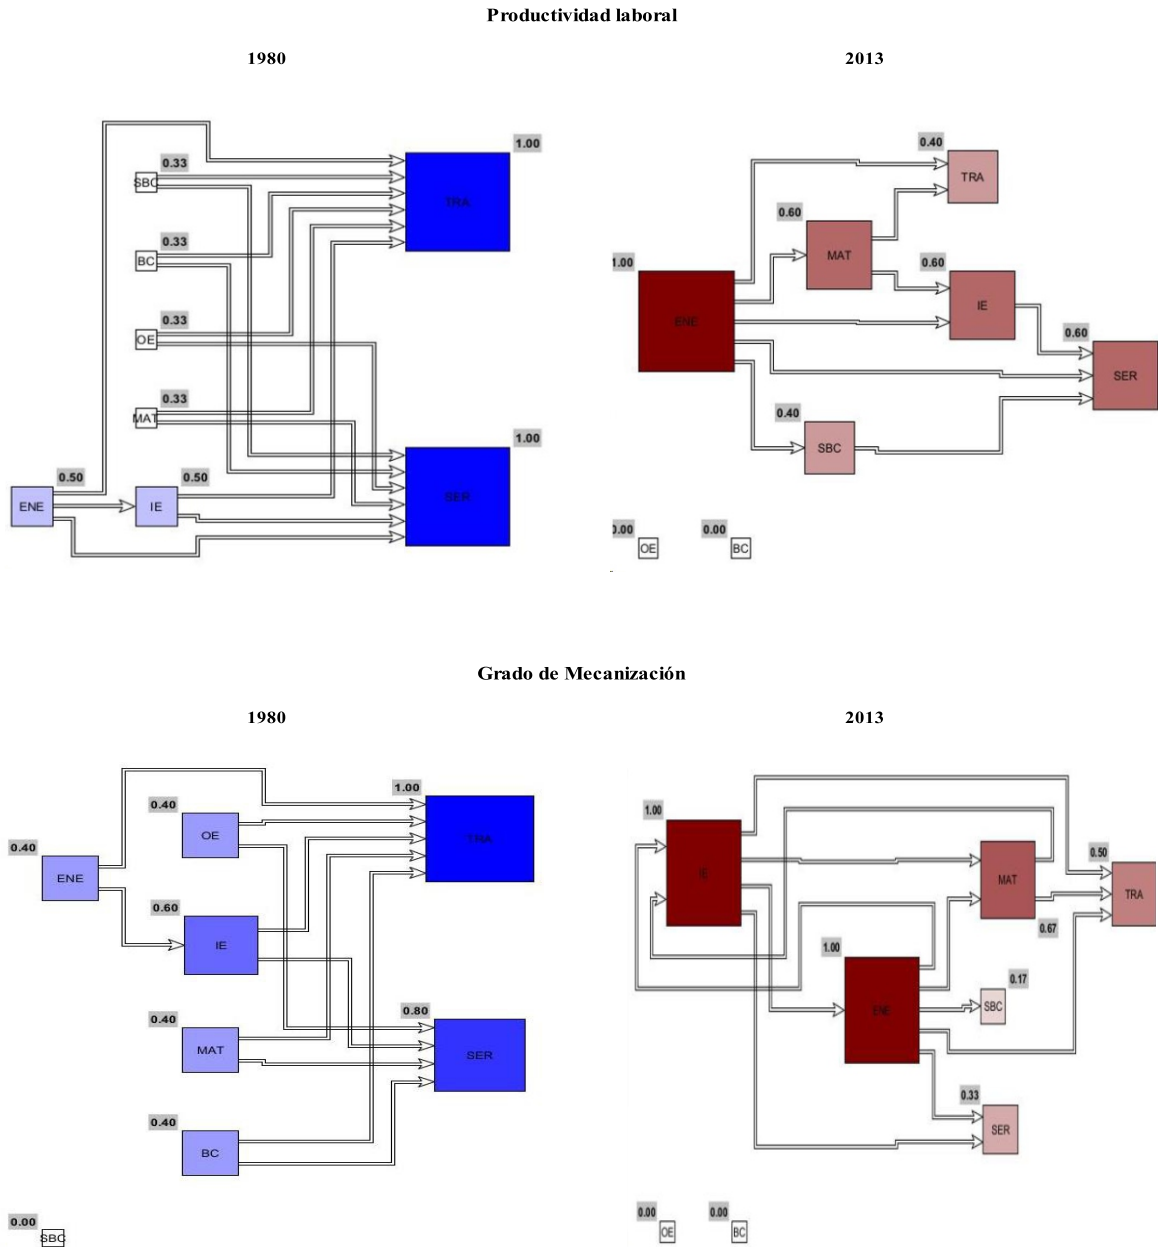 Productividad laboral
1980
2013
1.00
0.33
SBC
TRA
0.33
BC
0.33
OE
0.33
MAT
1.00
0.50
0.50
ENE
IE
SER
0.40
TRA
0.60
MAT
1.00
0.60
ENE
IE
0.60
SER
0.40
SBC
0.00
0.00
OE
BC
Grado de Mecanización
1980
2013
1.00
0.40
OE
TRA
0.40
ENE
0.60
IE
0.40
0.80
MAT
SER
0.40
BC
0.00
SBC
1.00
0.50
IE
MAT
TRA
0.67
1.00
0.17
ENE
SBC
0.33
SER
0.00
0.00
OE
BC